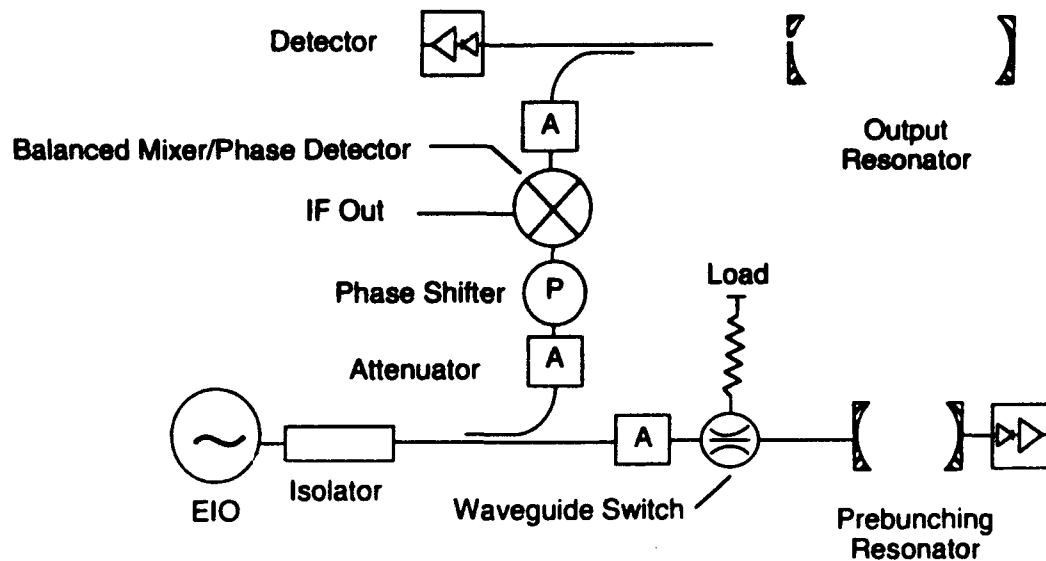 Detector
A
Output
Resonator
Balanced Mixer/Phase Detector
IF Out
Phase Shifter
P
Load
Attenuator
A
A
EIO
Isolator
Waveguide Switch
Prebunching
Resonator